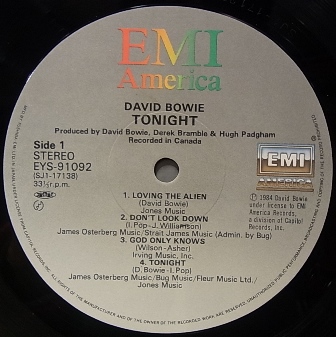 EMI
America
DAVID BOWIE
TONIGHT
Produced by David Bowie, Derek Bramble & Hugh Padgham
Recorded in Canada
Side 1
STEREO
EYS-91092
(SJ1-17138)
33⅓ r.p.m.
EMI
AMERICA
1. LOVING THE ALIEN
(David Bowie)
Jones Music
2. DON'T LOOK DOWN
(I. Pop-J. Williamson)
James Osterberg Music/Strait James Music (Admin. by Bug)
3. GOD ONLY KNOWS
(Wilson-Asher)
Irving Music, Inc.
4. TONIGHT
(D. Bowie-I. Pop)
James Osterberg Music/Bug Music/Fleur Music Ltd./
Jones Music
℗ 1984 David Bowie
under license to EMI
America Records,
a division of Capitol
Records, Inc.